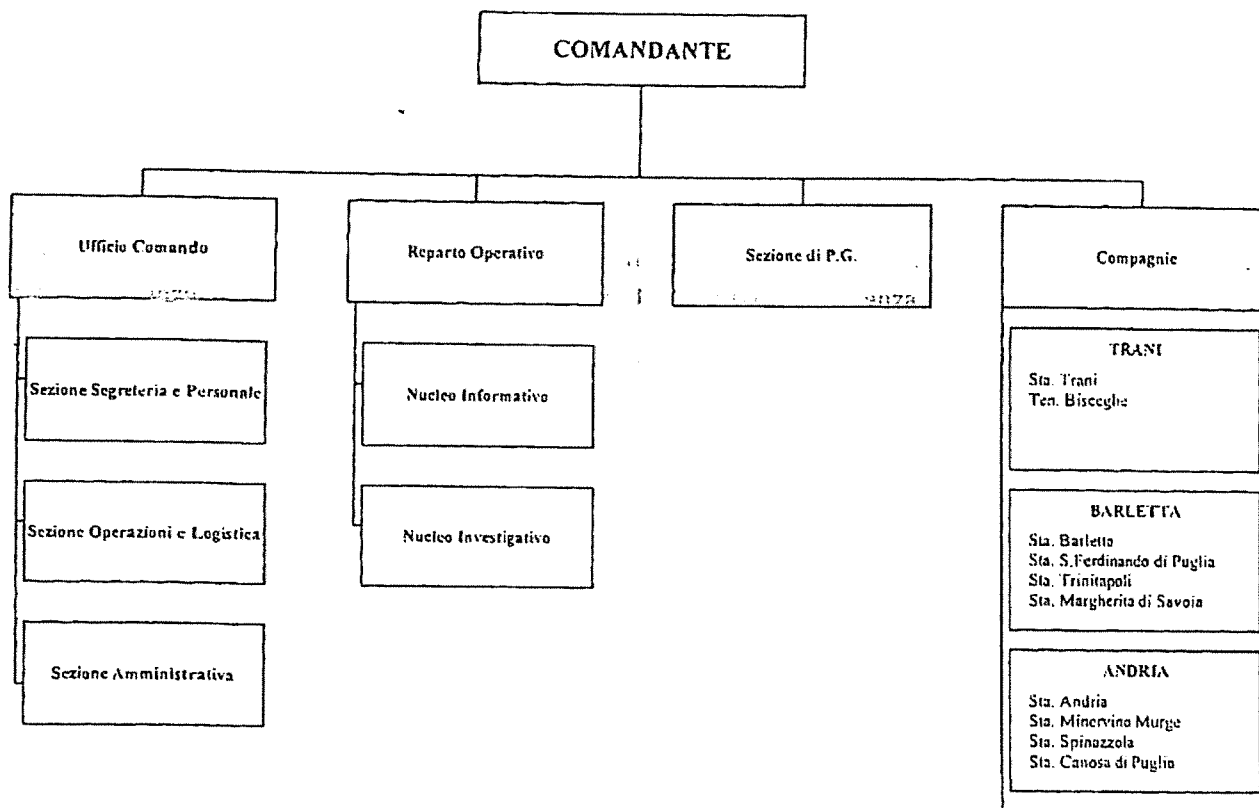 COMANDANTE
Ufficio Comando
Reparto Operativo
Sezione di P.G.
Compagnie
Sezione Segreteria e Personale
Nucleo Informativo
Sezione Operazioni e Logistica
Nucleo Investigativo
Sezione Amministrativa
TRANI
Sta. Trani
Ten. Bisceglie
BARLETTA
Sta. Barletta
Sta. S.Ferdinando di Puglia
Sta. Trinitapoli
Sta. Margherita di Savoia
ANDRIA
Sta. Andria
Sta. Minervino Murge
Sta. Spinazzola
Sta. Canosa di Puglia